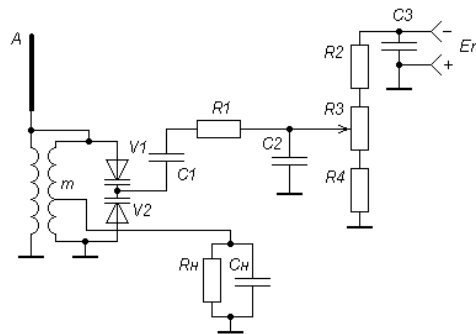 A
C3
−
R2
Eг
+
R1
R3
V1
C2
C1
m
R4
V2
Rн
Cн